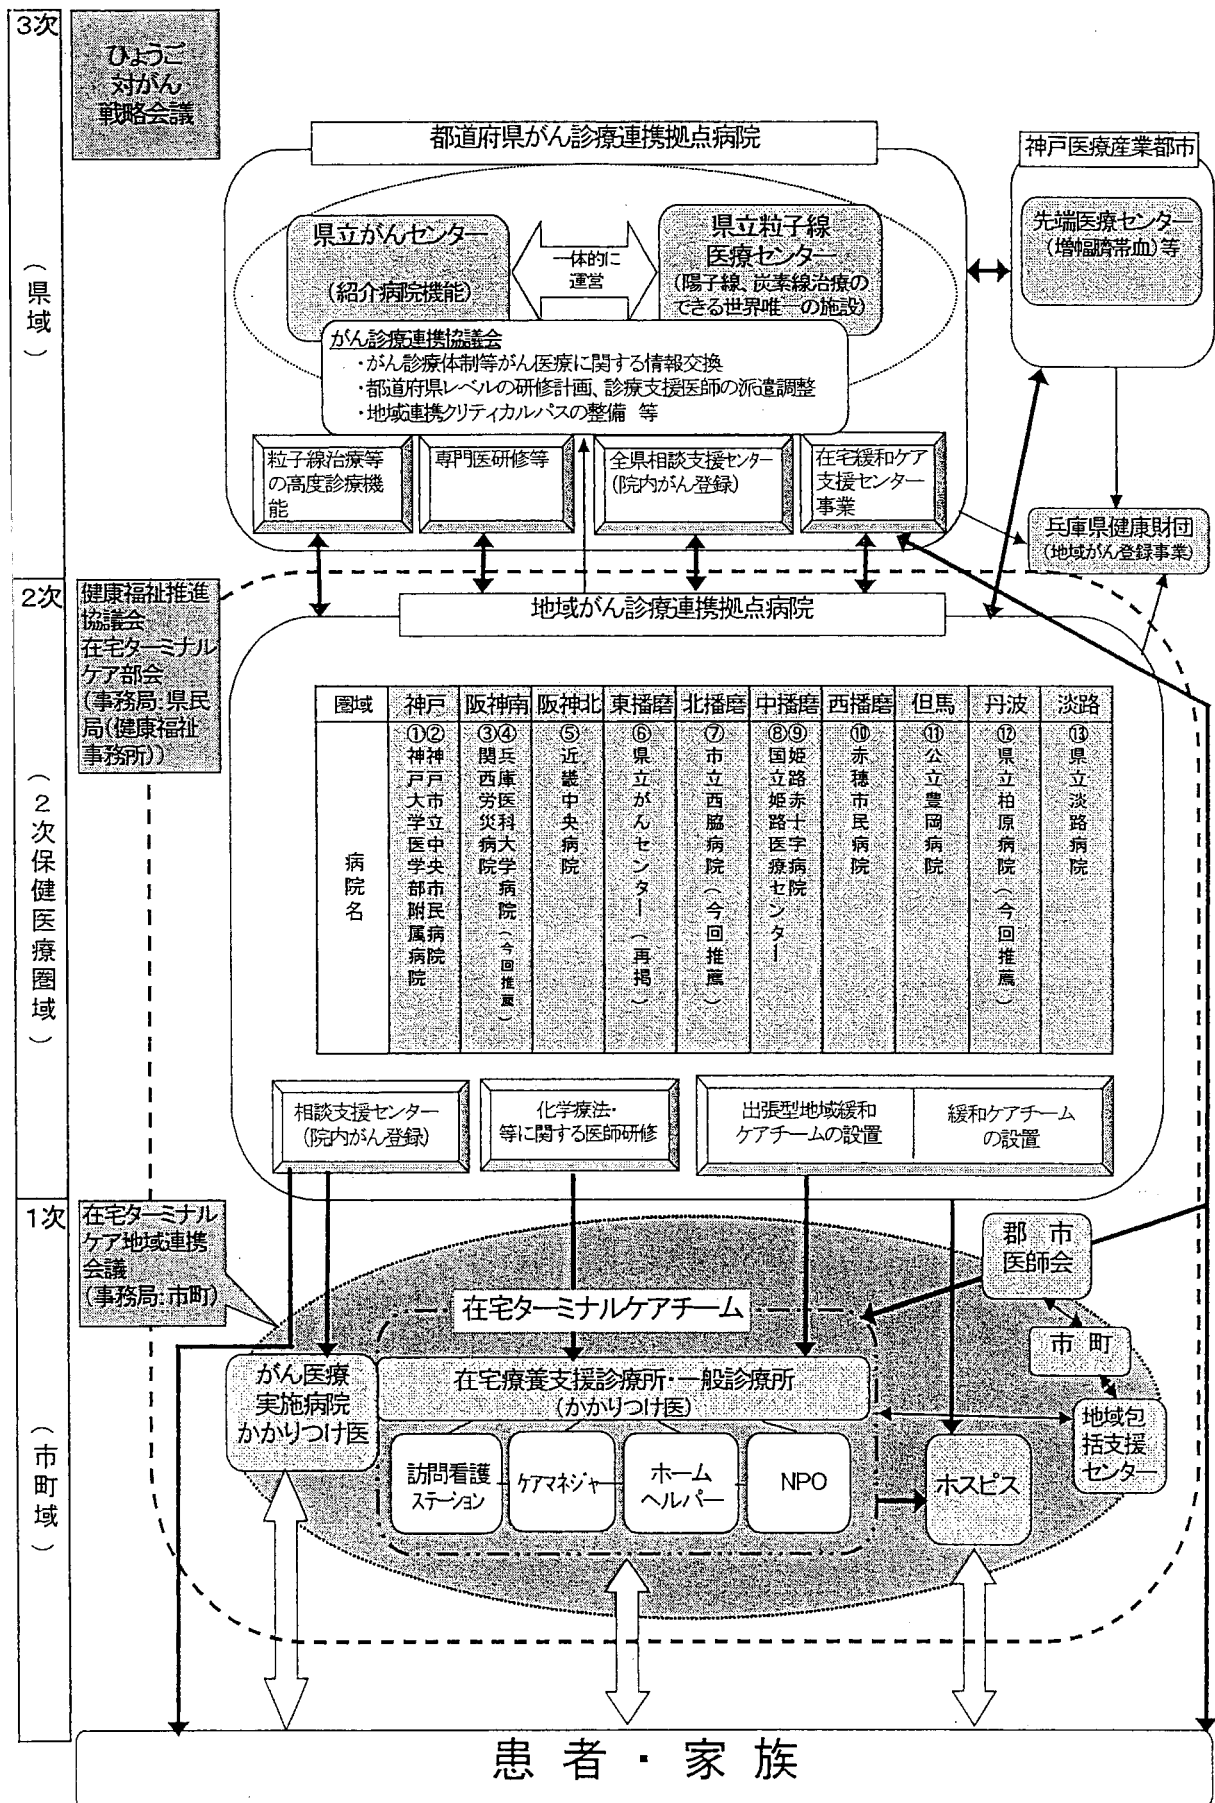 3次
(県域)
ひょうご
対がん
戦略会議
都道府県がん診療連携拠点病院
県立がんセンター
(紹介病院機能)
一体的に
運営
県立粒子線
医療センター
(陽子線、炭素線治療の
できる世界唯一の施設)
がん診療連携協議会
・がん診療体制等がん医療に関する情報交換
・都道府県レベルの研修計画、診療支援医師の派遣調整
・地域連携クリティカルパスの整備 等
粒子線治療等
の高度診療機
能
専門医研修等
全県相談支援センター
(院内がん登録)
在宅緩和ケア
支援センター
事業
神戸医療産業都市
先端医療センター
(増幅臍帯血)等
兵庫県健康財団
(地域がん登録事業)
2次
(2次保健医療圏域)
健康福祉推進
協議会
在宅ターミナル
ケア部会
(事務局:県民
局(健康福祉
事務所))
地域がん診療連携拠点病院
圏域 神戸 阪神南 阪神北 東播磨 北播磨 中播磨 西播磨 但馬 丹波 淡路
病院名
①神戸大学医学部附属病院
②神戸市立中央市民病院
③関西労災病院
④兵庫医科大学病院(今回推薦)
⑤近畿中央病院
⑥県立がんセンター(再掲)
⑦市立西脇病院(今回推薦)
⑧国立姫路医療センター
⑨姫路赤十字病院
⑩赤穂市民病院
⑪公立豊岡病院
⑫県立柏原病院(今回推薦)
⑬県立淡路病院
相談支援センター
(院内がん登録)
化学療法・
等に関する医師研修
出張型地域緩和
ケアチームの設置
緩和ケアチーム
の設置
1次
(市町域)
在宅ターミナル
ケア地域連携
会議
(事務局:市町)
郡 市
医師会
市 町
地域包
括支援
センター
在宅ターミナルケアチーム
がん医療
実施病院
かかりつけ医
在宅療養支援診療所・一般診療所
(かかりつけ医)
訪問看護
ステーション
ケアマネジャー
ホーム
ヘルパー
NPO
ホスピス
患者・家族